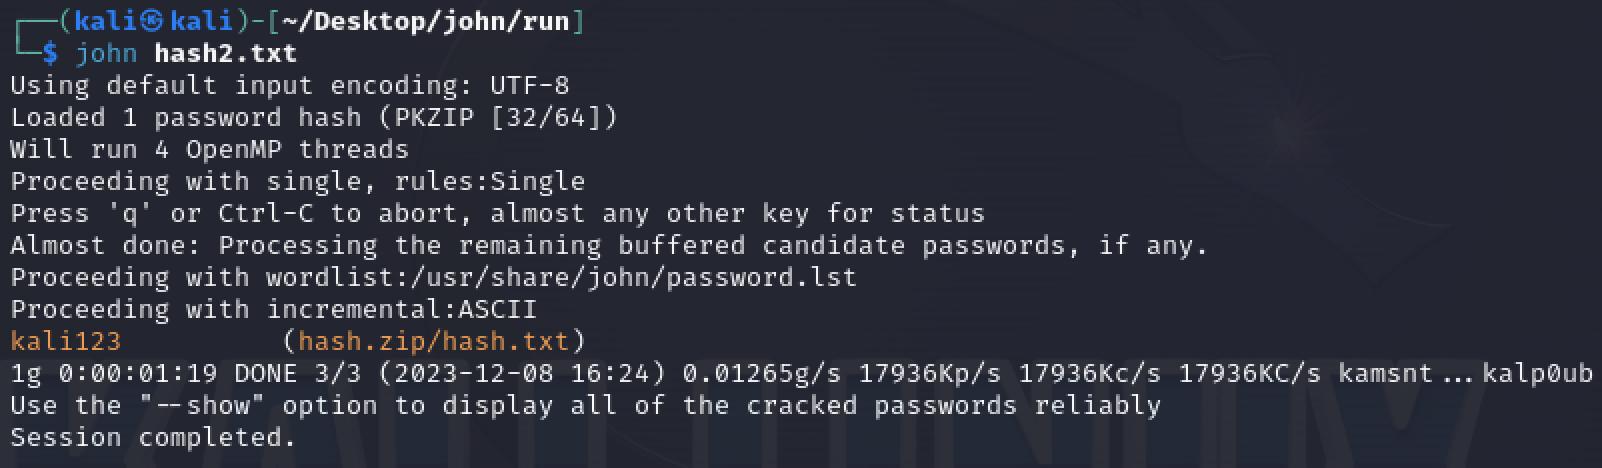 ┌──(kali㉿kali)-[~/Desktop/john/run]
└─$ john hash2.txt
Using default input encoding: UTF-8
Loaded 1 password hash (PKZIP [32/64])
Will run 4 OpenMP threads
Proceeding with single, rules:Single
Press 'q' or Ctrl-C to abort, almost any other key for status
Almost done: Processing the remaining buffered candidate passwords, if any.
Proceeding with wordlist:/usr/share/john/password.lst
Proceeding with incremental:ASCII
kali123          (hash.zip/hash.txt)
1g 0:00:01:19 DONE 3/3 (2023-12-08 16:24) 0.01265g/s 17936Kp/s 17936Kc/s 17936KC/s kamsnt...kalp0ub
Use the "--show" option to display all of the cracked passwords reliably
Session completed.